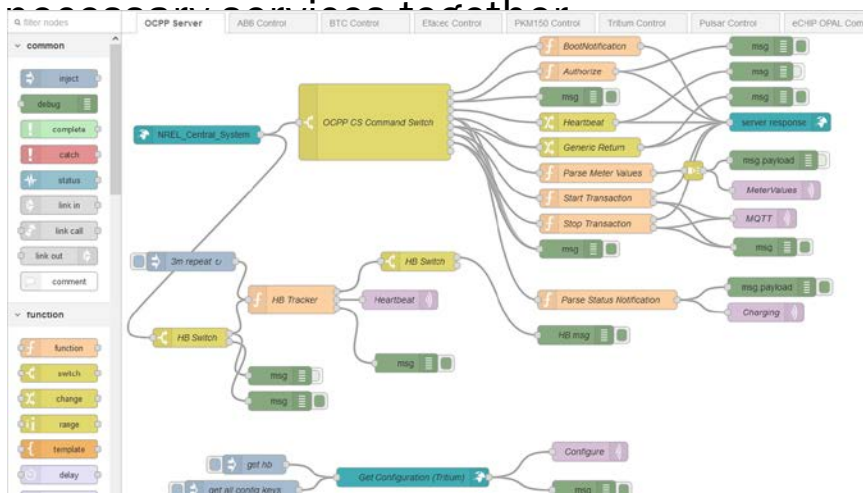 necessary services together
filter nodes
OCPP Server
ABB Control
BTC Control
Efacec Control
PKM150 Control
Tritium Control
Pulsar Control
eCHIP OPAL Com
common
inject
debug
complete
catch
status
link in
link call
link out
comment
function
function
switch
change
range
template
delay
NREL_Central_System
OCPP CS Command Switch
BootNotification
Authorize
msg
Heartbeat
Generic Return
Parse Meter Values
Start Transaction
Stop Transaction
msg
Parse Status Notification
HB msg
msg
msg
msg
server response
msg.payload
MeterValues
MQTT
msg
msg.payload
Charging
3m repeat ↻
HB Tracker
HB Switch
Heartbeat
HB Switch
msg
msg
msg
get hb
get all config keys
Get Configuration (Tritium)
Configure
msg